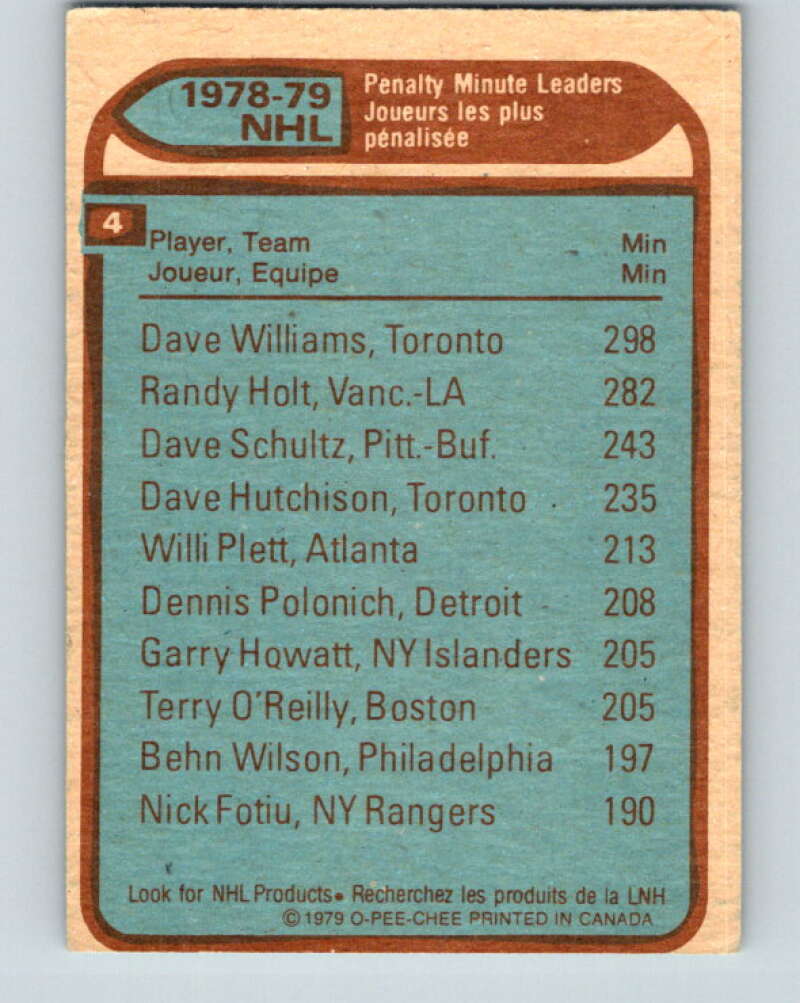 1978-79
NHL
Penalty Minute Leaders
Joueurs les plus
pénalisée
4
Player, Team Min
Joueur, Equipe Min
Dave Williams, Toronto 298
Randy Holt, Vanc.-LA 282
Dave Schultz, Pitt.-Buf. 243
Dave Hutchison, Toronto 235
Willi Plett, Atlanta 213
Dennis Polonich, Detroit 208
Garry Howatt, NY Islanders 205
Terry O'Reilly, Boston 205
Behn Wilson, Philadelphia 197
Nick Fotiu, NY Rangers 190
Look for NHL Products• Recherchez les produits de la LNH
© 1979 O-PEE-CHEE PRINTED IN CANADA